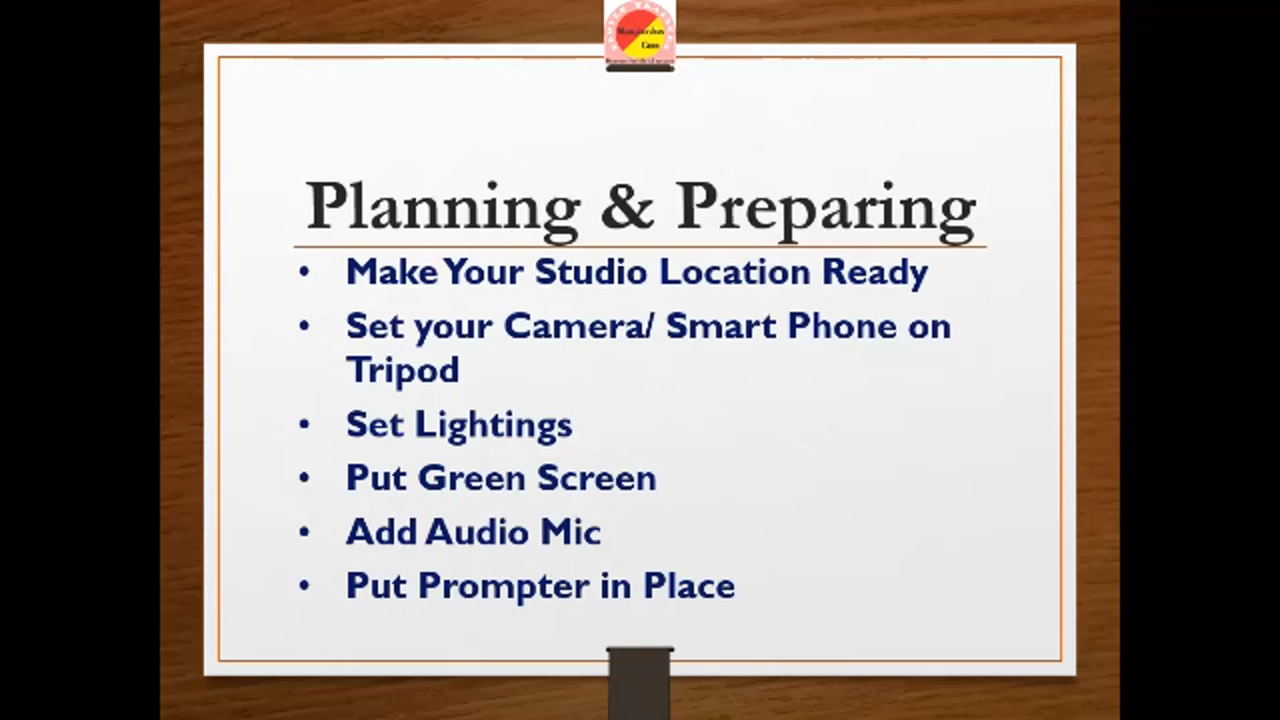 Planning & Preparing
• Make Your Studio Location Ready
• Set your Camera/ Smart Phone on
Tripod
• Set Lightings
• Put Green Screen
• Add Audio Mic
• Put Prompter in Place